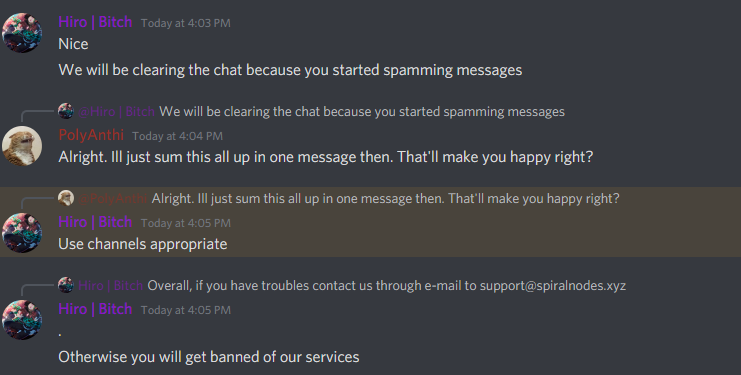 Hiro | Bitch Today at 4:03 PM
Nice
We will be clearing the chat because you started spamming messages
@Hiro | Bitch We will be clearing the chat because you started spamming messages
PolyAnthi Today at 4:04 PM
Alright. Ill just sum this all up in one message then. That'll make you happy right?
@PolyAnthi Alright. Ill just sum this all up in one message then. That'll make you happy right?
Hiro | Bitch Today at 4:05 PM
Use channels appropriate
Hiro | Bitch Overall, if you have troubles contact us through e-mail to support@spiralnodes.xyz
Hiro | Bitch Today at 4:05 PM
.
Otherwise you will get banned of our services